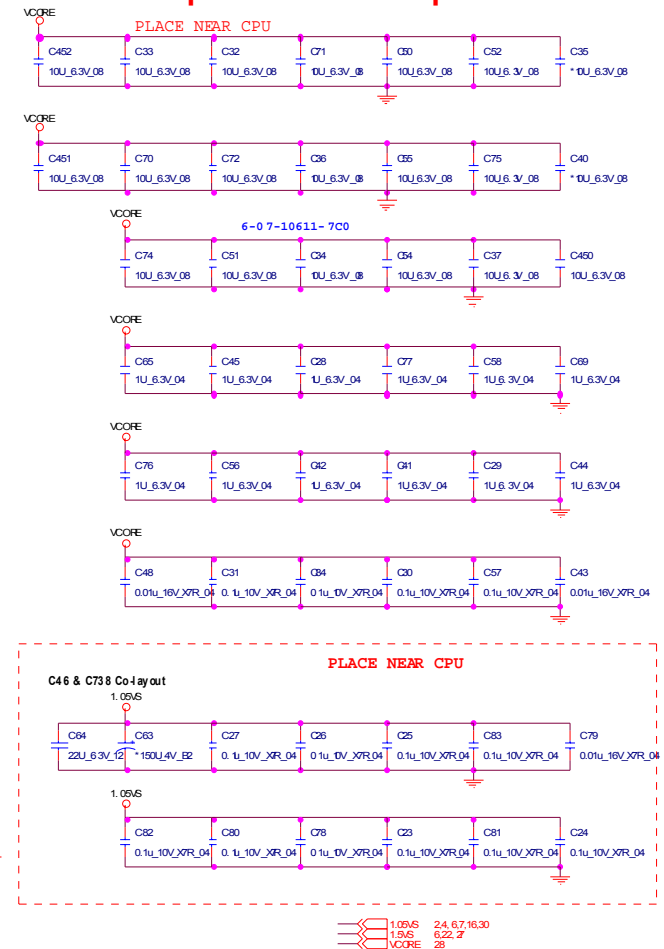 VCORE
PLACE NEAR CPU
C452 C33 C32 C71 C50 C52 C35
10U_6.3V_08 10U_6.3V_08 10U_6.3V_08 10U_6.3V_08 10U_6.3V_08 10U_6.3V_08 *10U_6.3V_08
VCORE
C451 C70 C72 C36 C55 C75 C40
10U_6.3V_08 10U_6.3V_08 10U_6.3V_08 10U_6.3V_08 10U_6.3V_08 10U_6.3V_08 *10U_6.3V_08
VCORE
6-07-10611-7C0
C74 C51 C34 C54 C37 C450
10U_6.3V_08 10U_6.3V_08 10U_6.3V_08 10U_6.3V_08 10U_6.3V_08 10U_6.3V_08
VCORE
C65 C45 C28 C77 C58 C69
1U_6.3V_04 1U_6.3V_04 1U_6.3V_04 1U_6.3V_04 1U_6.3V_04 1U_6.3V_04
VCORE
C76 C56 C42 C41 C29 C44
1U_6.3V_04 1U_6.3V_04 1U_6.3V_04 1U_6.3V_04 1U_6.3V_04 1U_6.3V_04
VCORE
C48 C31 C84 C30 C57 C43
0.01u_16V_X7R_04 0.1u_10V_X7R_04 0.1u_10V_X7R_04 0.1u_10V_X7R_04 0.1u_10V_X7R_04 0.01u_16V_X7R_04
PLACE NEAR CPU
C46 & C738 Co-layout
1.05VS
C64 C63 C27 C26 C25 C83 C79
22U_6.3V_12 *150U_4V_B2 0.1u_10V_X7R_04 0.1u_10V_X7R_04 0.1u_10V_X7R_04 0.1u_10V_X7R_04 0.01u_16V_X7R_04
1.05VS
C82 C80 C78 C23 C81 C24
0.1u_10V_X7R_04 0.1u_10V_X7R_04 0.1u_10V_X7R_04 0.1u_10V_X7R_04 0.1u_10V_X7R_04 0.1u_10V_X7R_04
1.05VS 2,4,6,7,16,30
1.5VS 6,22,27
VCORE 28